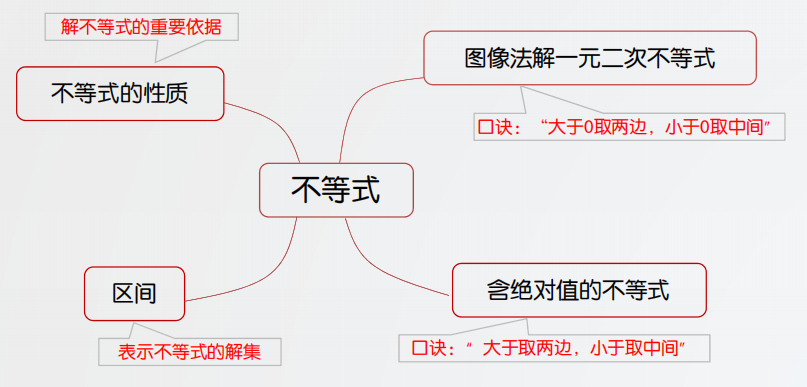 解不等式的重要依据
不等式的性质
图像法解一元二次不等式
口诀：“大于0取两边，小于0取中间”
不等式
区间
表示不等式的解集
含绝对值的不等式
口诀：“ 大于取两边，小于取中间”